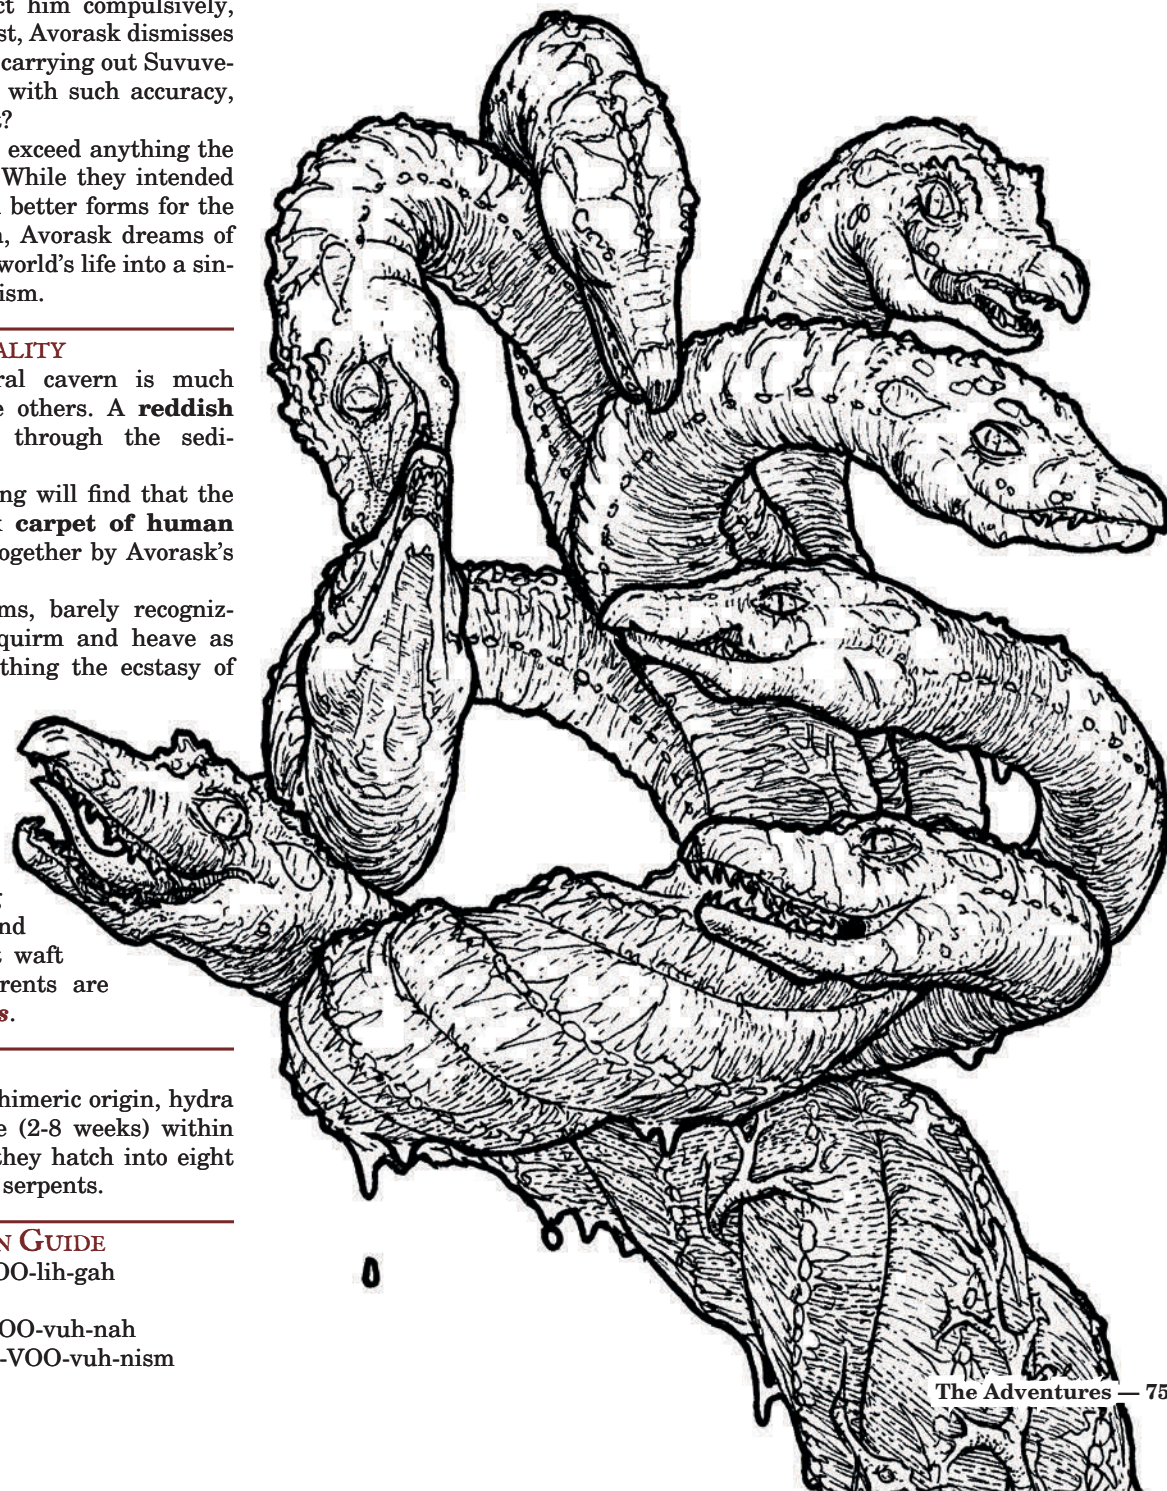 ct him compulsively,
st, Avorask dismisses
carrying out Suvuve-
with such accuracy,
t?
exceed anything the
While they intended
better forms for the
a, Avorask dreams of
world's life into a sin-
ism.
ALITY
ral cavern is much
e others. A reddish
through the sedi-
ng will find that the
k carpet of human
ogether by Avorask's
ms, barely recogniz-
quirm and heave as
thing the ecstasy of
nd
t waft
rrents are
s.
himeric origin, hydra
e (2-8 weeks) within
they hatch into eight
serpents.
N GUIDE
OO-lih-gah
OO-vuh-nah
-VOO-vuh-nism
The Adventures — 75